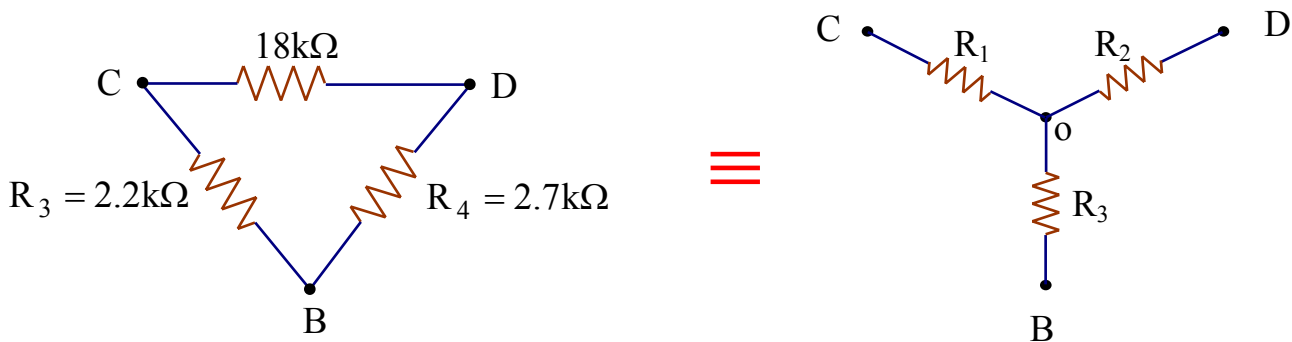 18kΩ
C
D
R₃ = 2.2kΩ
R₄ = 2.7kΩ
B
≡
C
D
R₁
R₂
o
R₃
B